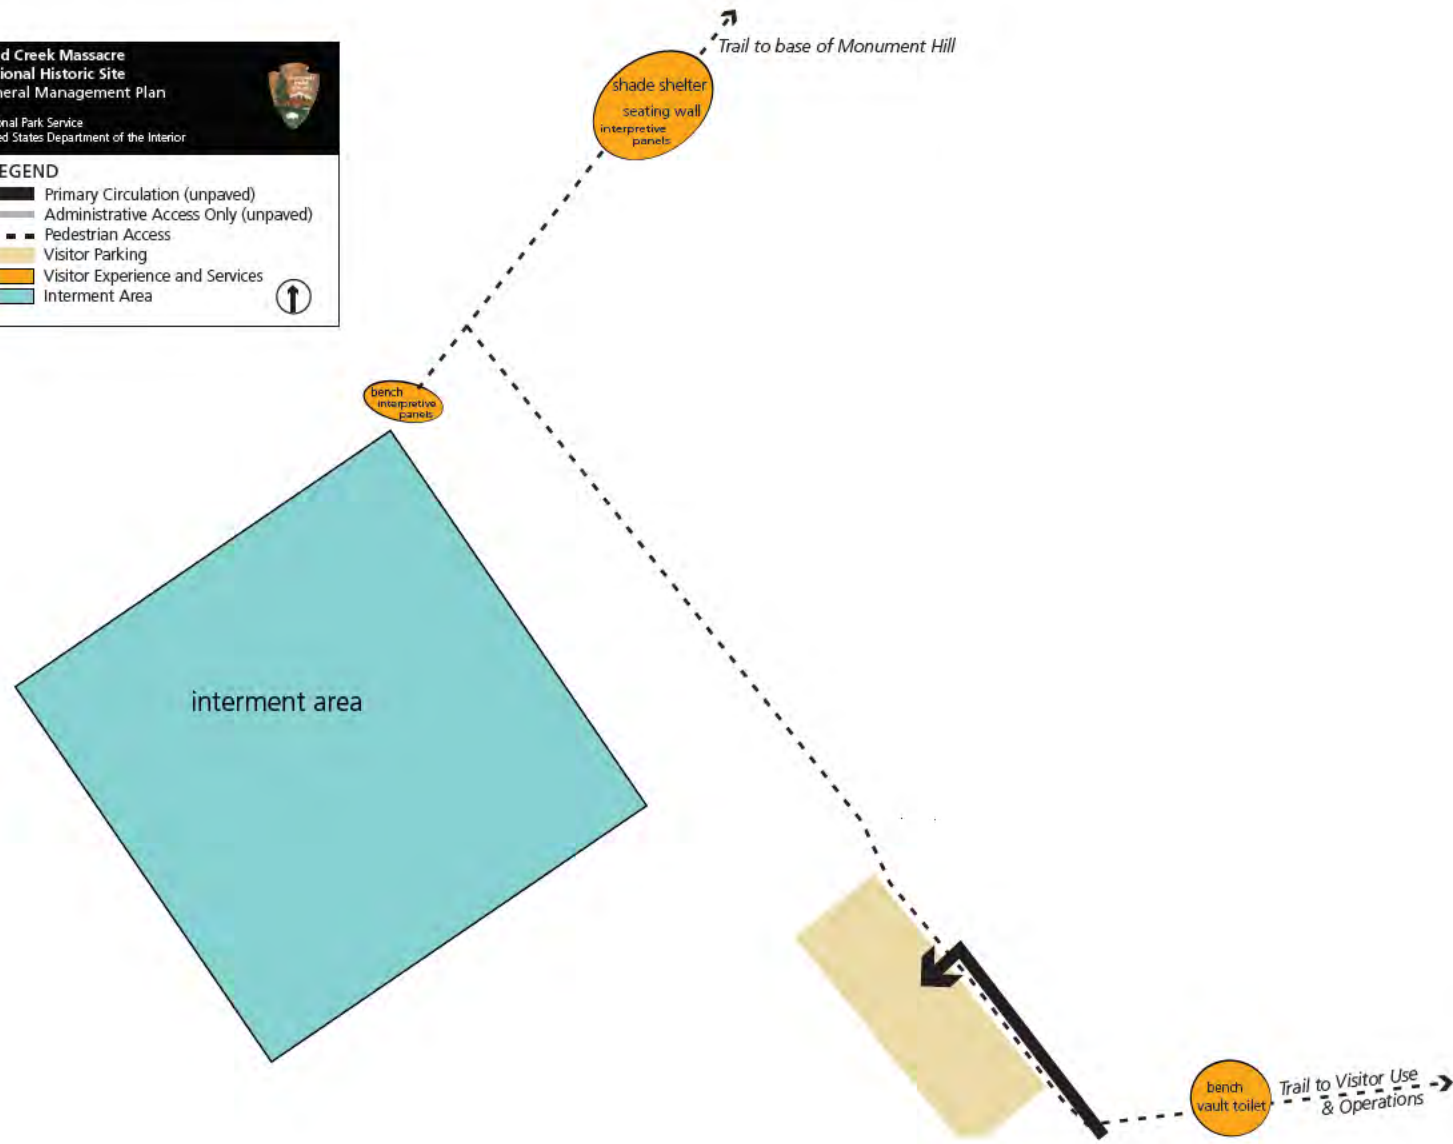 d Creek Massacre
ional Historic Site
neral Management Plan
onal Park Service
ed States Department of the Interior
EGEND
Primary Circulation (unpaved)
Administrative Access Only (unpaved)
Pedestrian Access
Visitor Parking
Visitor Experience and Services
Interment Area
Trail to base of Monument Hill
shade shelter
seating wall
interpretive
panels
bench
interpretive
panels
interment area
bench
vault toilet
Trail to Visitor Use
& Operations